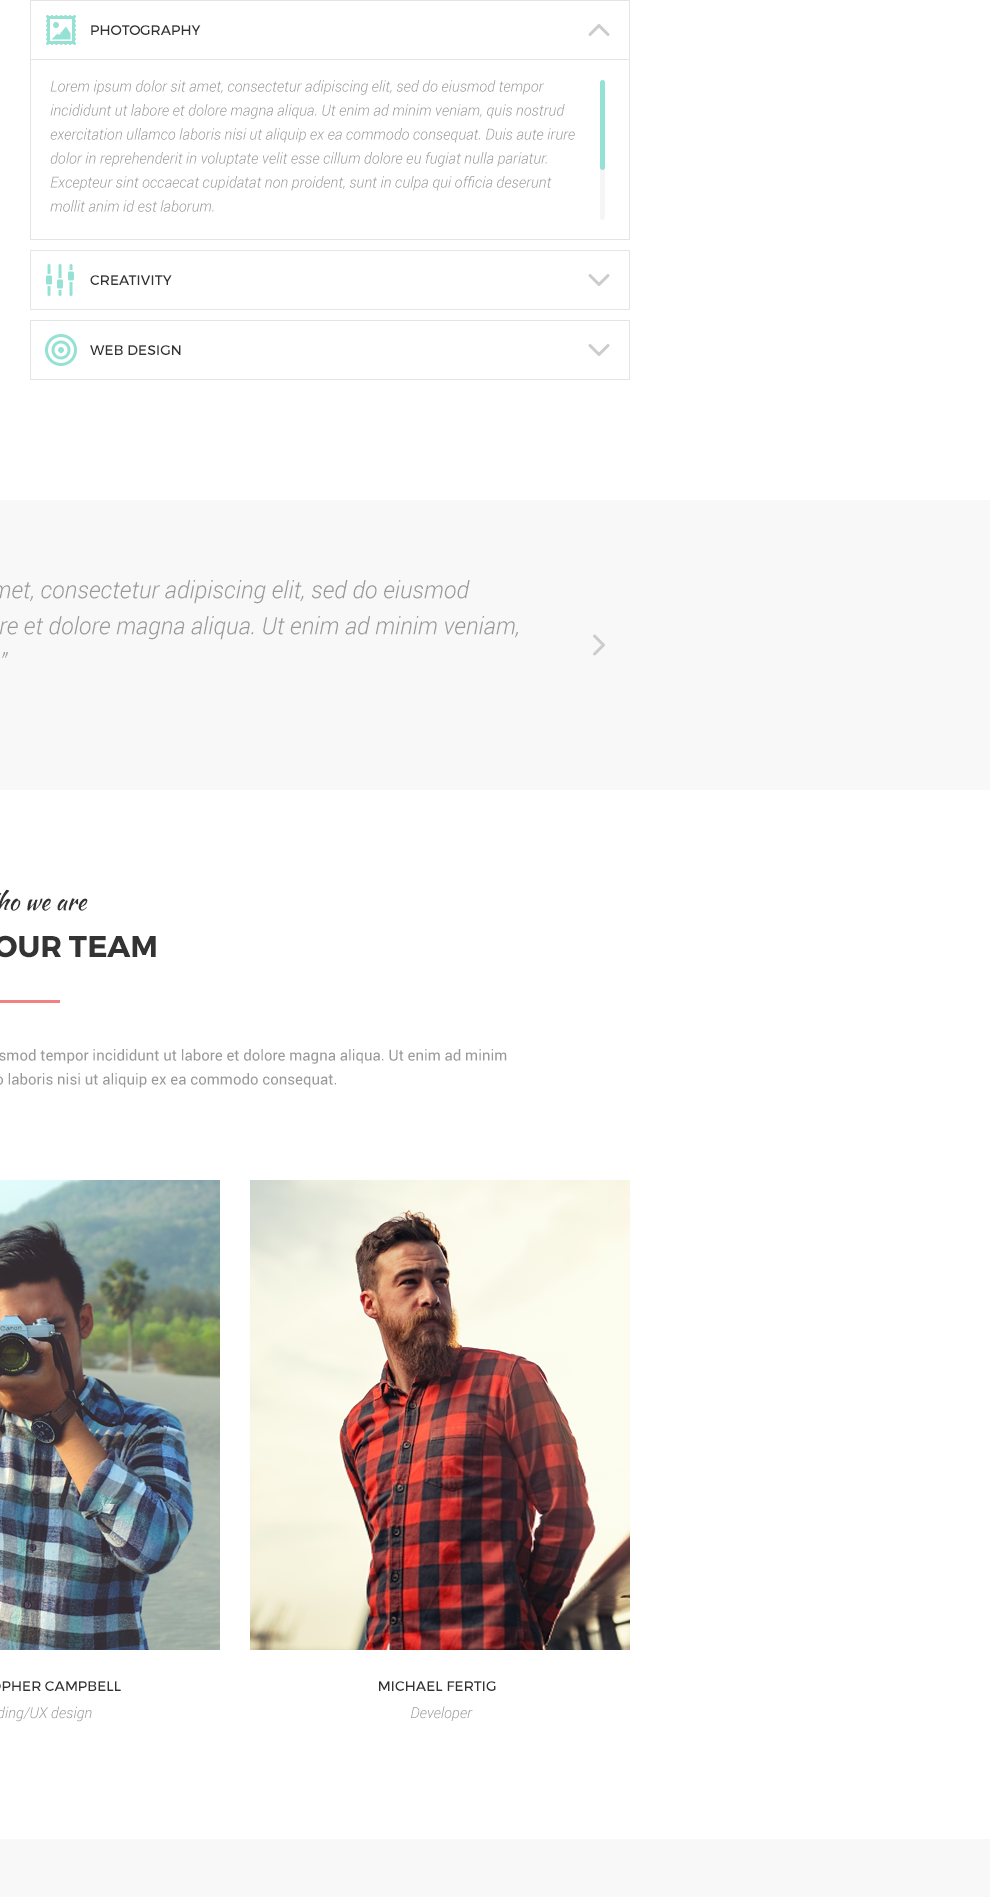 PHOTOGRAPHY
Lorem ipsum dolor sit amet, consectetur adipiscing elit, sed do eiusmod tempor
incididunt ut labore et dolore magna aliqua. Ut enim ad minim veniam, quis nostrud
exercitation ullamco laboris nisi ut aliquip ex ea commodo consequat. Duis aute irure
dolor in reprehenderit in voluptate velit esse cillum dolore eu fugiat nulla pariatur.
Excepteur sint occaecat cupidatat non proident, sunt in culpa qui officia deserunt
mollit anim id est laborum.
CREATIVITY
WEB DESIGN
met, consectetur adipiscing elit, sed do eiusmod
re et dolore magna aliqua. Ut enim ad minim veniam,
”
ho we are
OUR TEAM
smod tempor incididunt ut labore et dolore magna aliqua. Ut enim ad minim
o laboris nisi ut aliquip ex ea commodo consequat.
Canon
OPHER CAMPBELL
ding/UX design
MICHAEL FERTIG
Developer